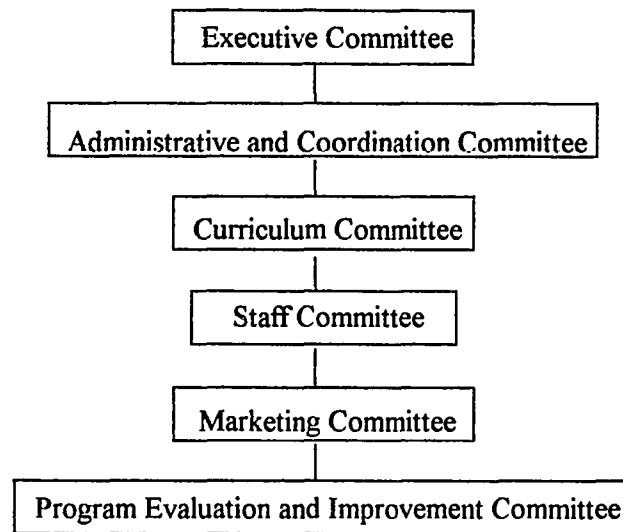 Executive Committee
Administrative and Coordination Committee
Curriculum Committee
Staff Committee
Marketing Committee
Program Evaluation and Improvement Committee